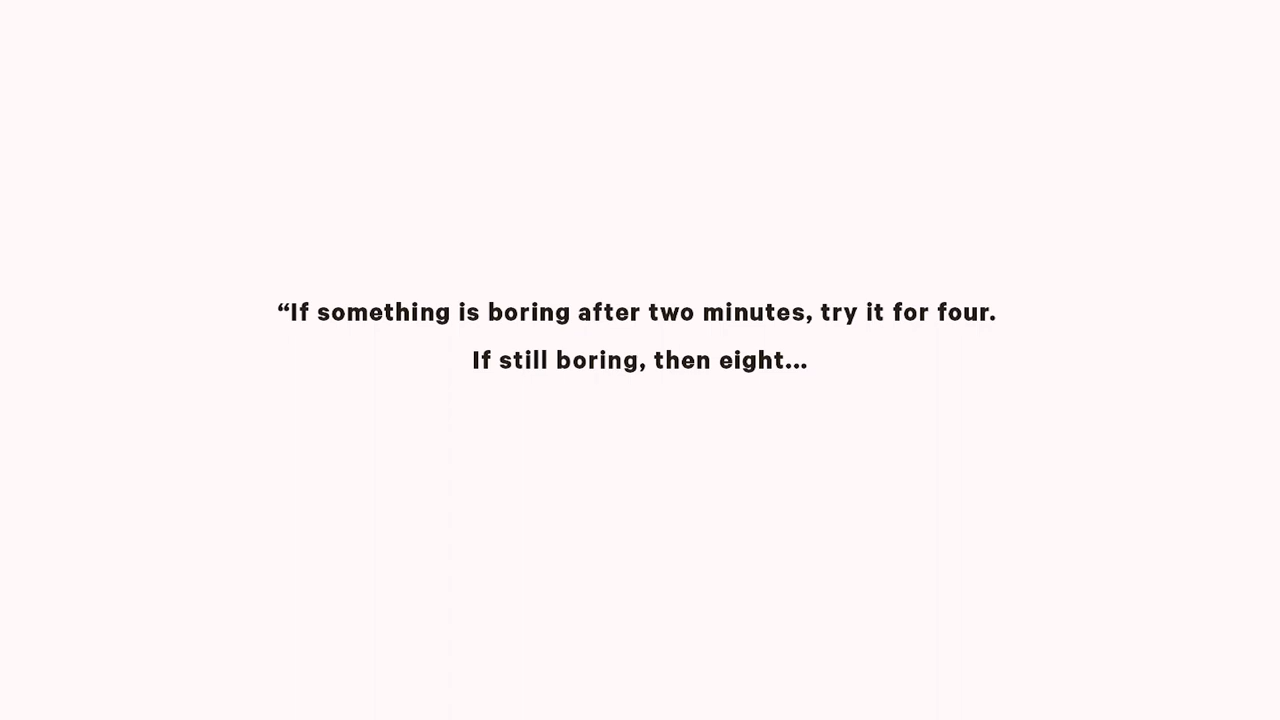 “If something is boring after two minutes, try it for four.
If still boring, then eight...